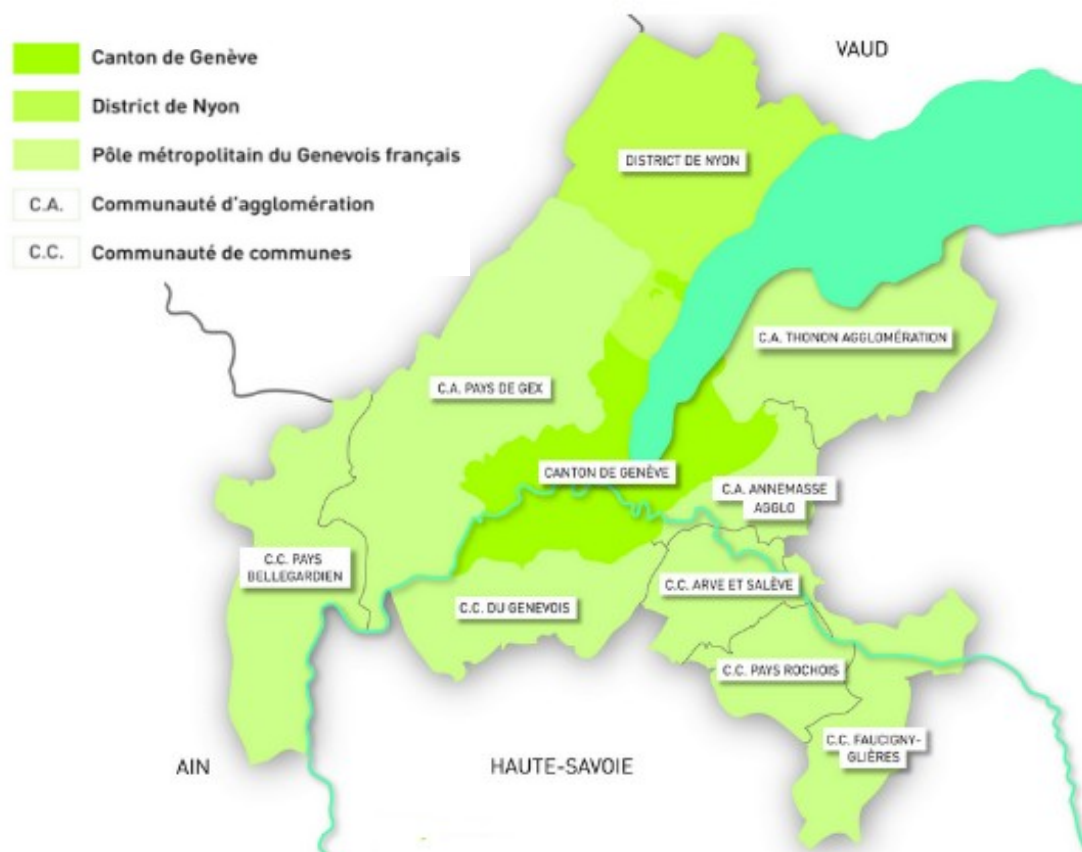 Canton de Genève
District de Nyon
Pôle métropolitain du Genevois français
C.A. Communauté d'agglomération
C.C. Communauté de communes
VAUD
DISTRICT DE NYON
C.A. THONON AGGLOMÉRATION
C.A. PAYS DE GEX
CANTON DE GENÈVE
C.A. ANNEMASSE
AGGLO
C.C. PAYS
BELLEGARDIEN
C.C. ARVE ET SALÈVE
C.C. DU GENEVOIS
C.C. PAYS ROCHOIS
C.C. FAUCIGNY-
GLIÈRES
AIN
HAUTE-SAVOIE